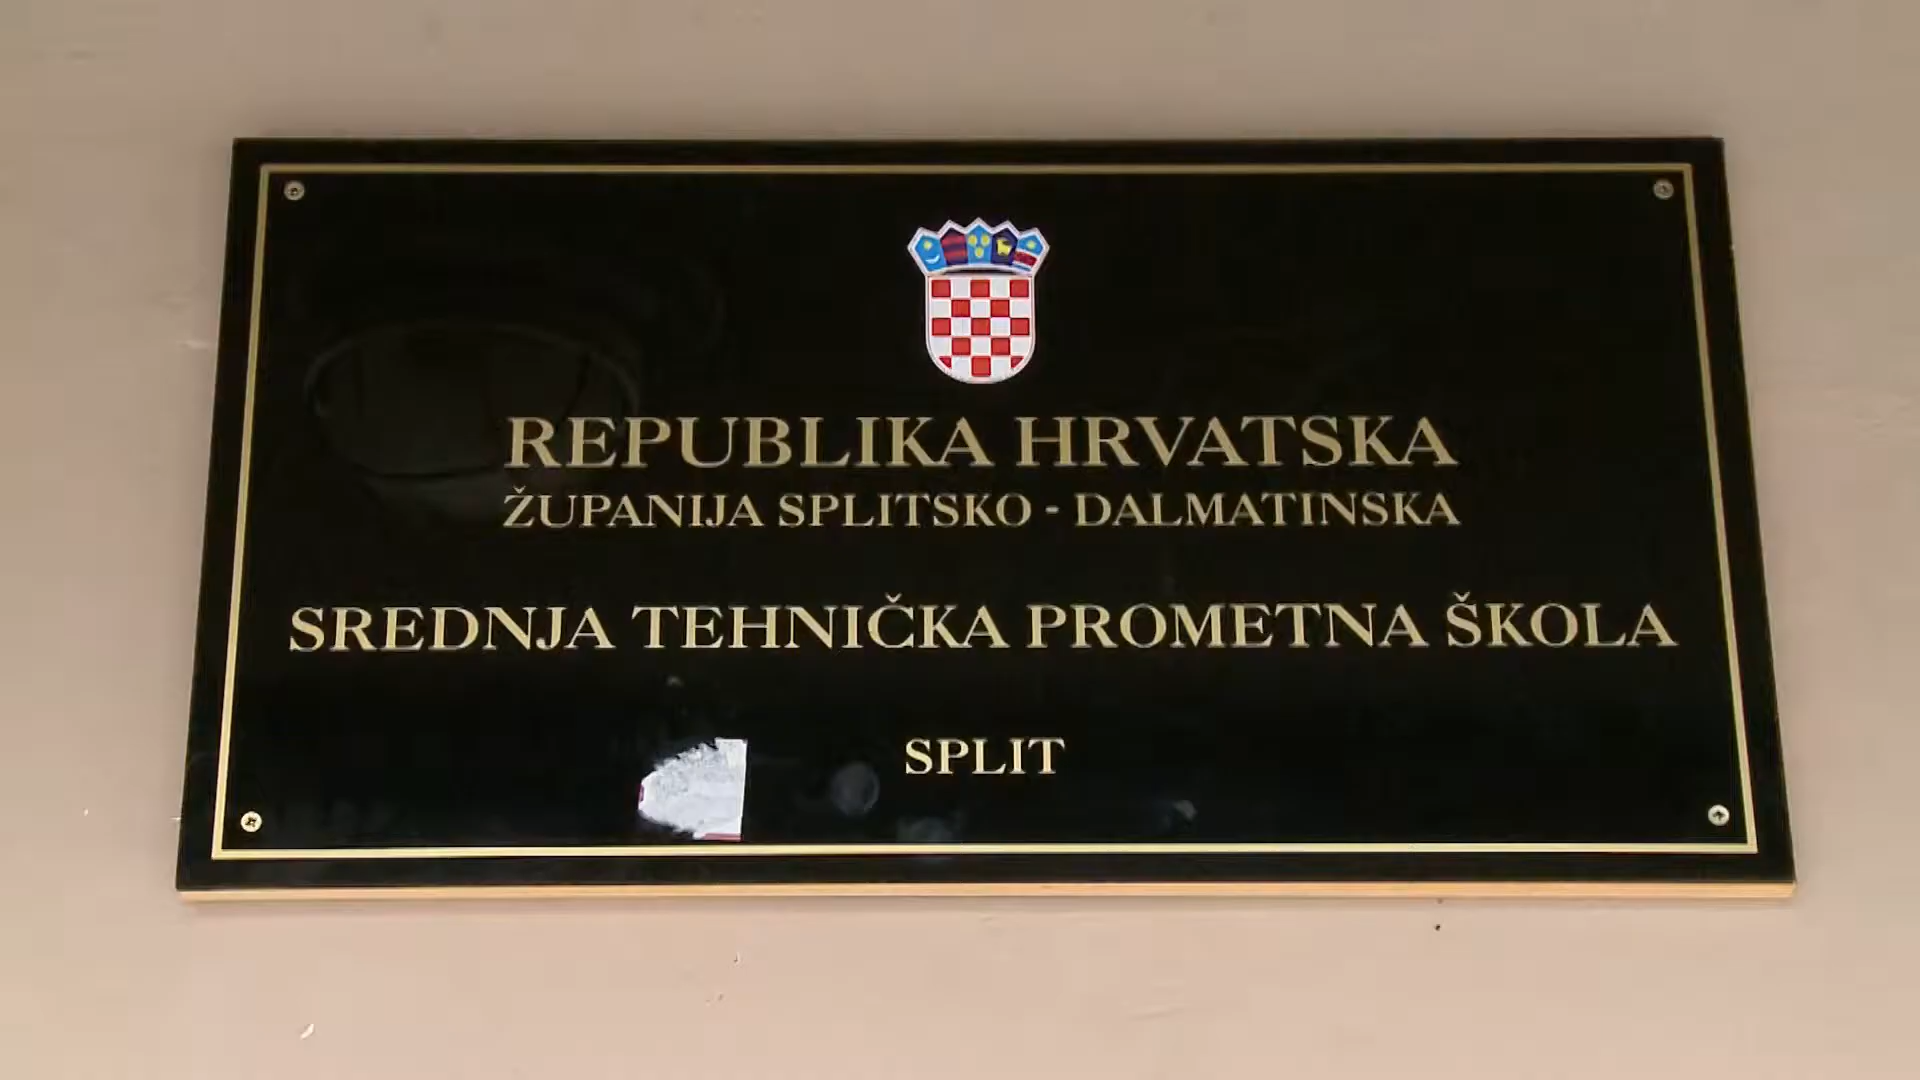 REPUBLIKA HRVATSKA
ŽUPANIJA SPLITSKO - DALMATINSKA
SREDNJA TEHNIČKA PROMETNA ŠKOLA
SPLIT